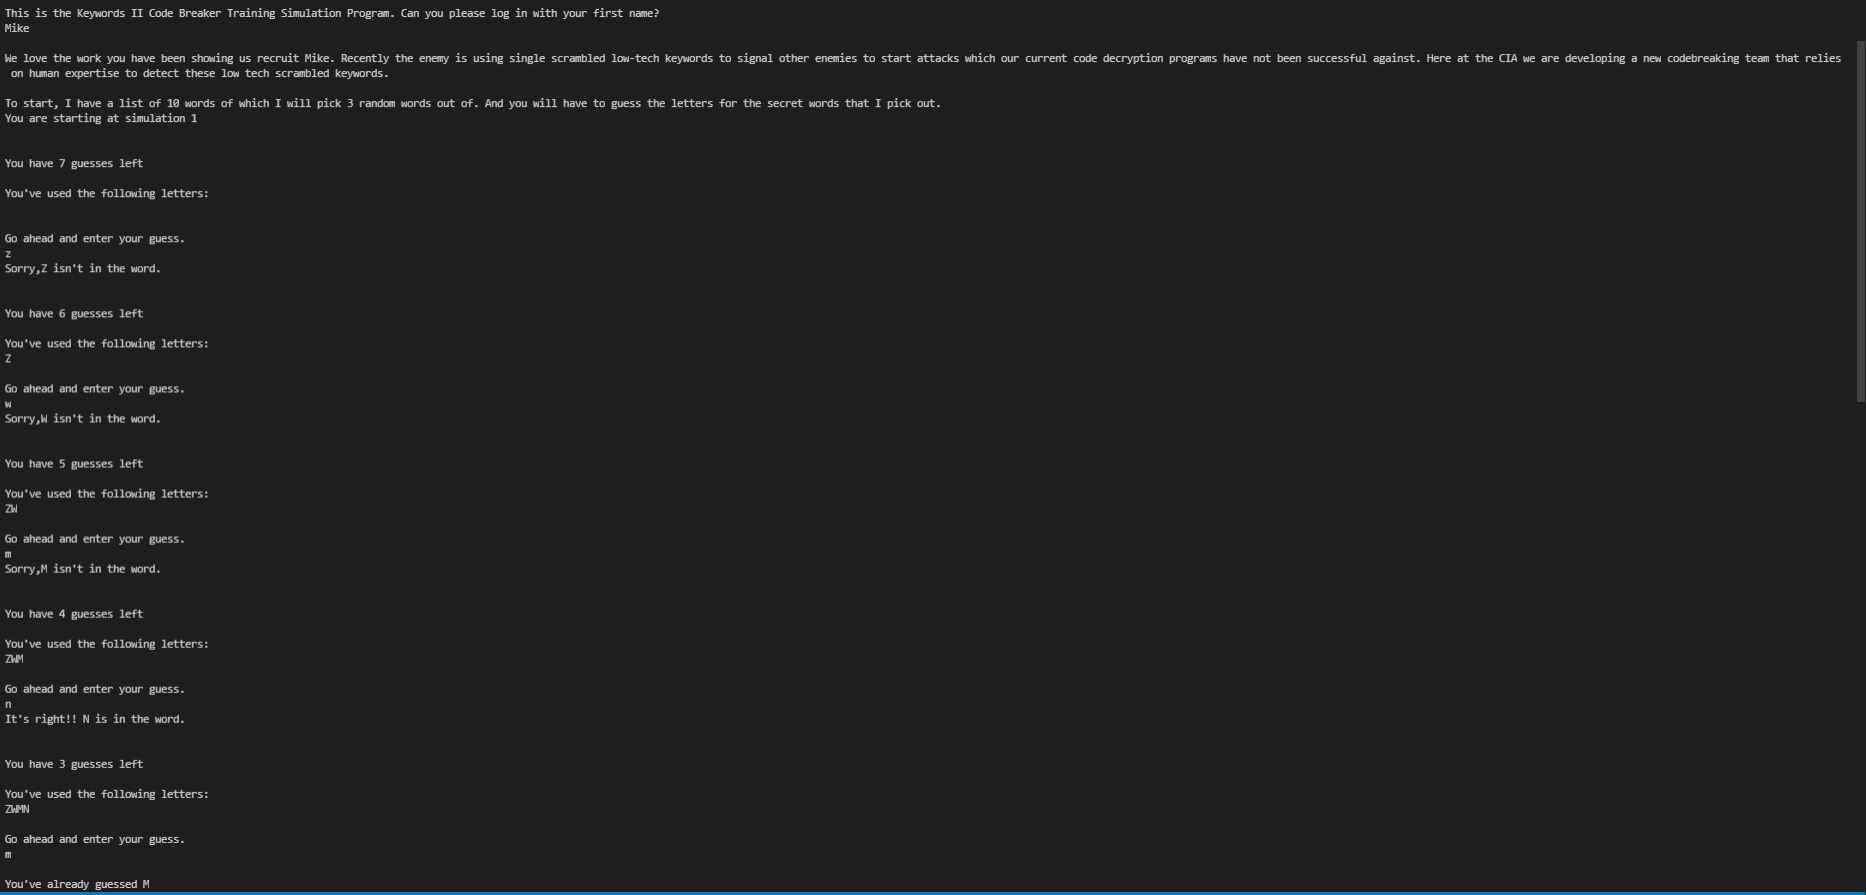 This is the Keywords II Code Breaker Training Simulation Program. Can you please log in with your first name?
Mike
We love the work you have been showing us recruit Mike. Recently the enemy is using single scrambled low-tech keywords to signal other enemies to start attacks which our current code decryption programs have not been successful against. Here at the CIA we are developing a new codebreaking team that relies
on human expertise to detect these low tech scrambled keywords.
To start, I have a list of 10 words of which I will pick 3 random words out of. And you will have to guess the letters for the secret words that I pick out.
You are starting at simulation 1
You have 7 guesses left
You've used the following letters:
Go ahead and enter your guess.
z
Sorry,Z isn't in the word.
You have 6 guesses left
You've used the following letters:
Z
Go ahead and enter your guess.
w
Sorry,W isn't in the word.
You have 5 guesses left
You've used the following letters:
ZW
Go ahead and enter your guess.
m
Sorry,M isn't in the word.
You have 4 guesses left
You've used the following letters:
ZWM
Go ahead and enter your guess.
n
It's right!! N is in the word.
You have 3 guesses left
You've used the following letters:
ZWMN
Go ahead and enter your guess.
m
You've already guessed M